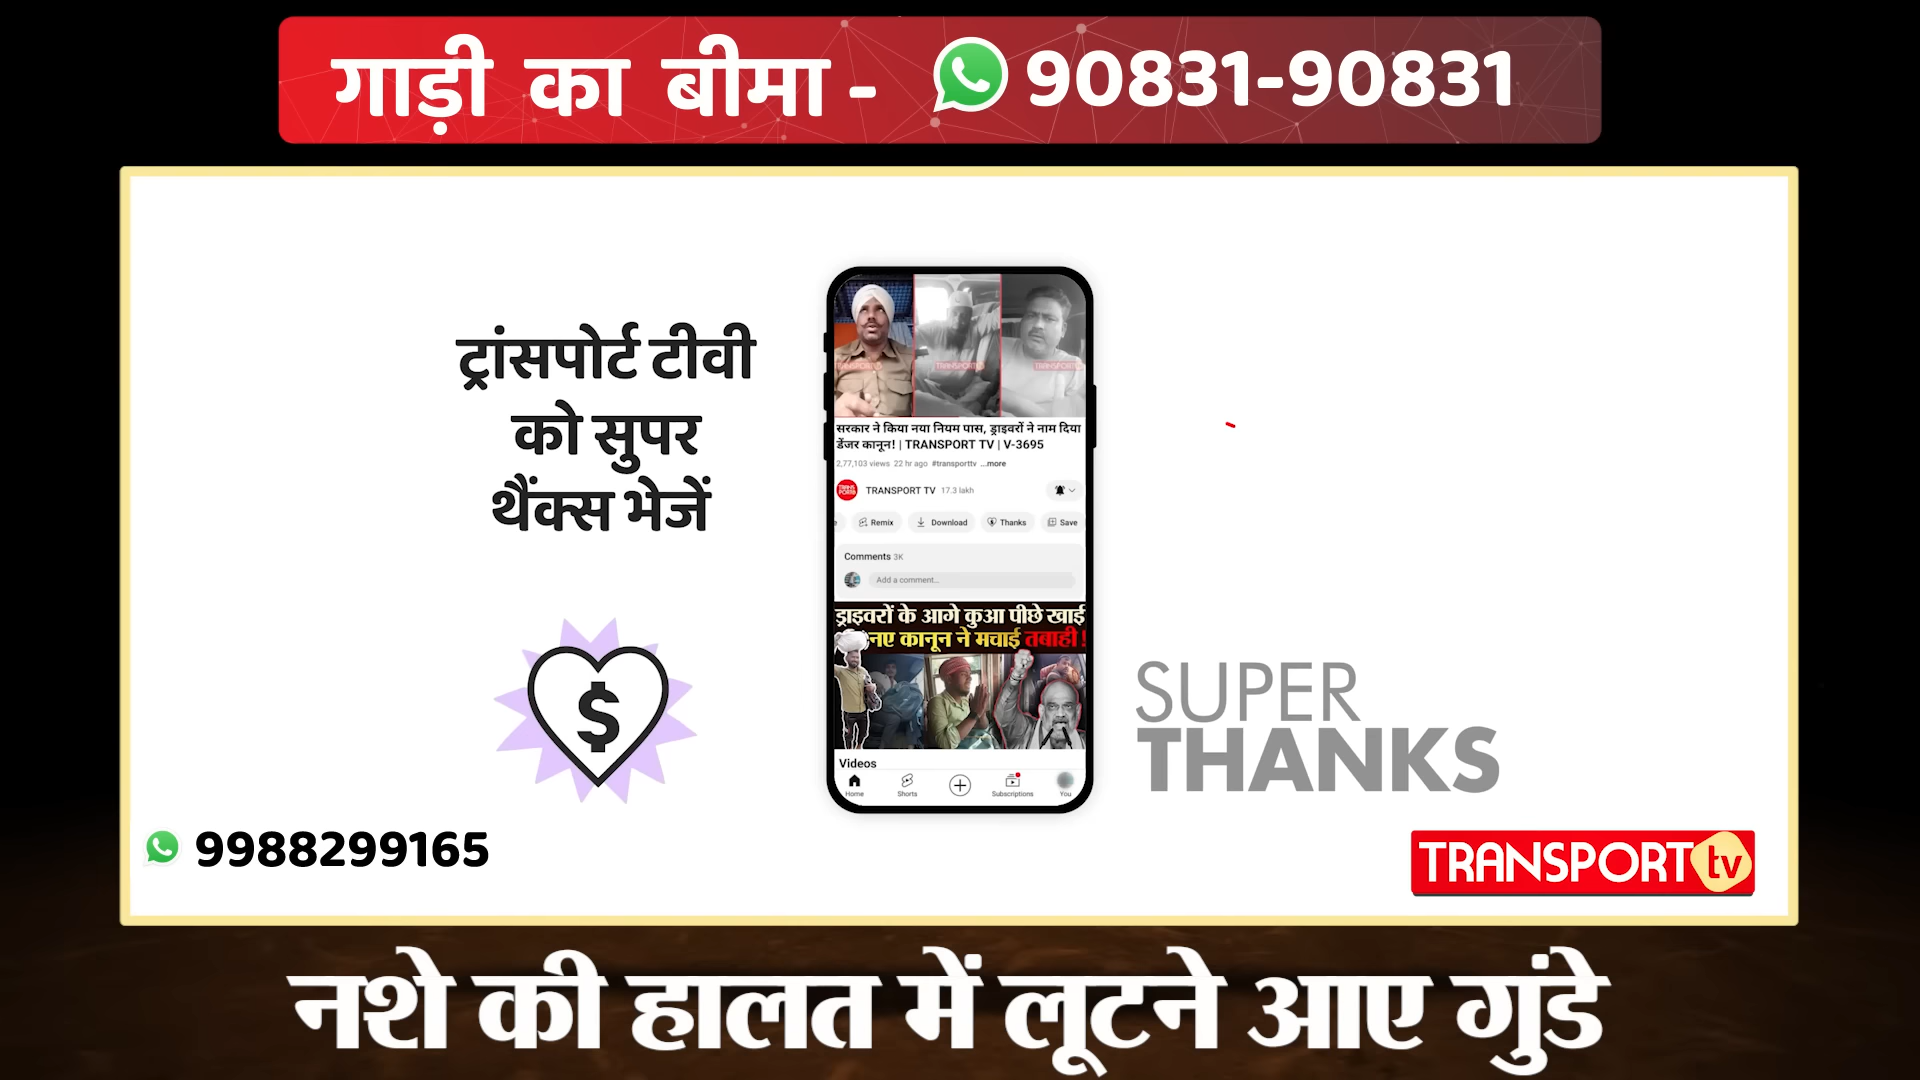 गाड़ी का बीमा - 90831-90831
ट्रांसपोर्ट टीवी
को सुपर
थैंक्स भेजें
$
TRANSPORT
TRANSPORT
सरकार ने किया नया नियम पास, ड्राइवरों ने नाम दिया
डेंजर कानून! | TRANSPORT TV | V-3695
2,77,103 views 22 hr ago #transporttv ...more
TRANSPORT TV 17.3 lakh
Remix Download Thanks Save
Comments 3K
Add a comment...
ड्राइवरों के आगे कुआ पीछे खाई
नए कानून ने मचाई तबाही!
Videos
Home Shorts Subscriptions You
SUPER
THANKS
9988299165
TRANSPORT tv
नशे की हालत में लूटने आए गुंडे